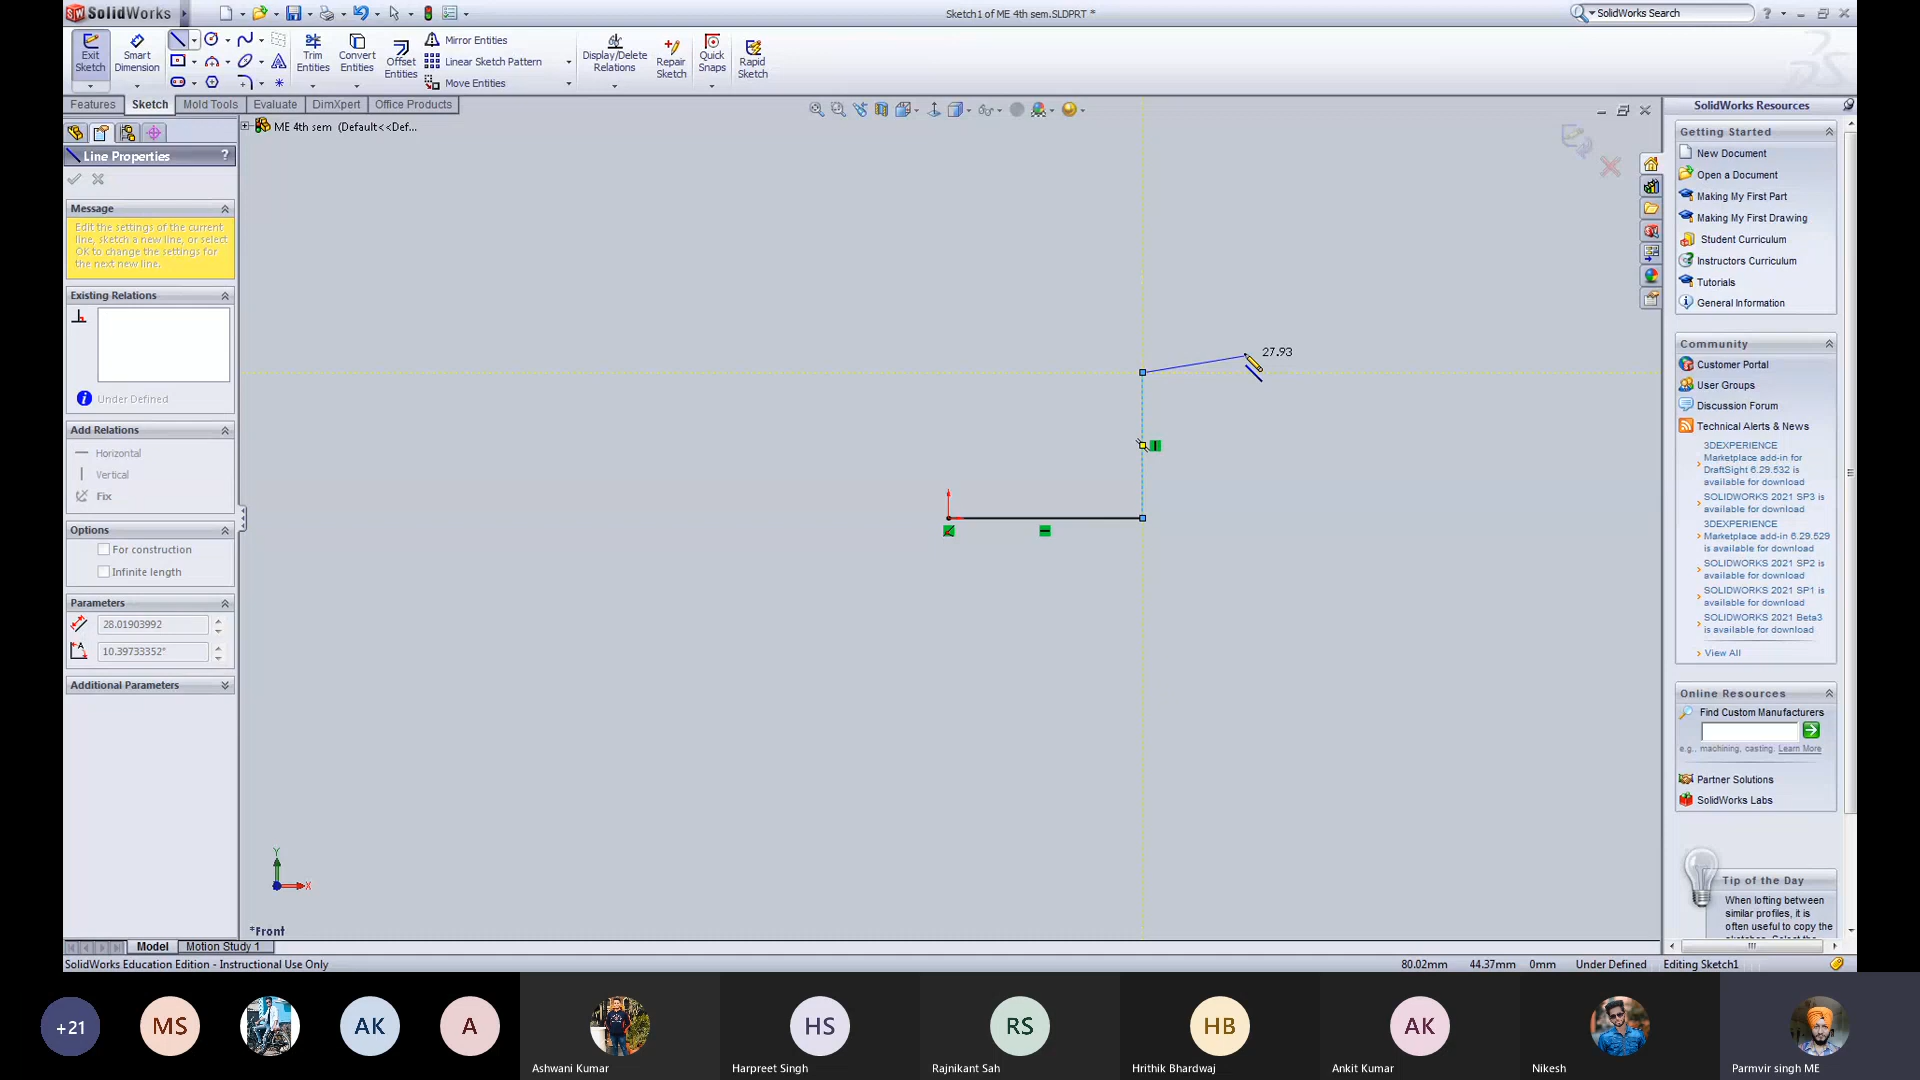 SolidWorks
Sketch1 of ME 4th sem.SLDPRT *
SolidWorks Search
?
Exit Sketch
Smart Dimension
Trim Entities
Convert Entities
Offset Entities
Mirror Entities
Linear Sketch Pattern
Move Entities
Display/Delete Relations
Repair Sketch
Quick Snaps
Rapid Sketch
Features
Sketch
Mold Tools
Evaluate
DimXpert
Office Products
ME 4th sem (Default<<Def...
Line Properties
?
Message
Edit the settings of the current
line, sketch a new line, or select
OK to change the settings for
the next new line.
Existing Relations
Under Defined
Add Relations
Horizontal
Vertical
Fix
Options
For construction
Infinite length
Parameters
28.01903992
10.39733352°
Additional Parameters
27.93
Y
X
*Front
Model
Motion Study 1
SolidWorks Education Edition - Instructional Use Only
80.02mm
44.37mm
0mm
Under Defined
Editing Sketch1
SolidWorks Resources
Getting Started
New Document
Open a Document
Making My First Part
Making My First Drawing
Student Curriculum
Instructors Curriculum
Tutorials
General Information
Community
Customer Portal
User Groups
Discussion Forum
Technical Alerts & News
3DEXPERIENCE
Marketplace add-in for
DraftSight 6.29.532 is
available for download
SOLIDWORKS 2021 SP3 is
available for download
3DEXPERIENCE
Marketplace add-in 6.29.529
is available for download
SOLIDWORKS 2021 SP2 is
available for download
SOLIDWORKS 2021 SP1 is
available for download
SOLIDWORKS 2021 Beta3
is available for download
View All
Online Resources
Find Custom Manufacturers
e.g., machining, casting. Learn More
Partner Solutions
SolidWorks Labs
Tip of the Day
When lofting between
similar profiles, it is
often useful to copy the
+21
MS
AK
A
HS
RS
HB
AK
Ashwani Kumar
Harpreet Singh
Rajnikant Sah
Hrithik Bhardwaj
Ankit Kumar
Nikesh
Parmvir singh ME